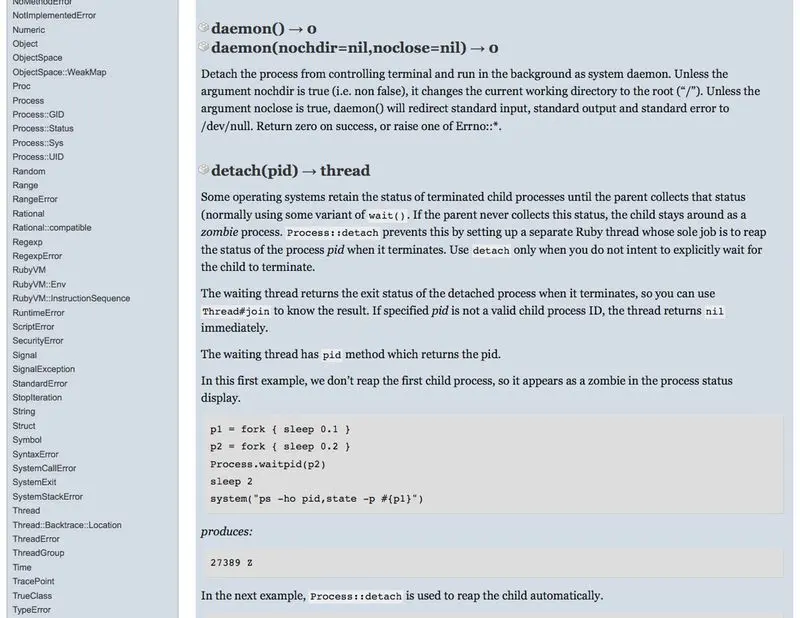 NoMethodError
NotImplementedError
Numeric
Object
ObjectSpace
ObjectSpace::WeakMap
Proc
Process
Process::GID
Process::Status
Process::Sys
Process::UID
Random
Range
RangeError
Rational
Rational::compatible
Regexp
RegexpError
RubyVM
RubyVM::Env
RubyVM::InstructionSequence
RuntimeError
ScriptError
SecurityError
Signal
SignalException
StandardError
StopIteration
String
Struct
Symbol
SyntaxError
SystemCallError
SystemExit
SystemStackError
Thread
Thread::Backtrace::Location
ThreadError
ThreadGroup
Time
TracePoint
TrueClass
TypeError
daemon() → 0
daemon(nochdir=nil,noclose=nil) → 0
Detach the process from controlling terminal and run in the background as system daemon. Unless the
argument nochdir is true (i.e. non false), it changes the current working directory to the root (“/”). Unless the
argument noclose is true, daemon() will redirect standard input, standard output and standard error to
/dev/null. Return zero on success, or raise one of Errno::*.
detach(pid) → thread
Some operating systems retain the status of terminated child processes until the parent collects that status
(normally using some variant of wait(). If the parent never collects this status, the child stays around as a
zombie process. Process::detach prevents this by setting up a separate Ruby thread whose sole job is to reap
the status of the process pid when it terminates. Use detach only when you do not intent to explicitly wait for
the child to terminate.
The waiting thread returns the exit status of the detached process when it terminates, so you can use
Thread#join to know the result. If specified pid is not a valid child process ID, the thread returns nil
immediately.
The waiting thread has pid method which returns the pid.
In this first example, we don’t reap the first child process, so it appears as a zombie in the process status
display.
p1 = fork { sleep 0.1 }
p2 = fork { sleep 0.2 }
Process.waitpid(p2)
sleep 2
system("ps -ho pid,state -p #{p1}")
produces:
27389 Z
In the next example, Process::detach is used to reap the child automatically.